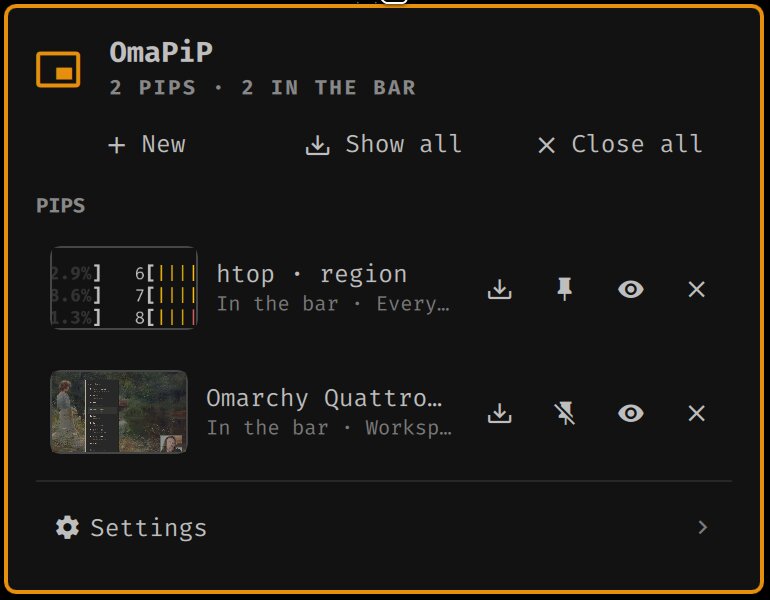 OmaPiP
2 PIPS · 2 IN THE BAR
+ New
Show all
× Close all
PIPS
2.9%] 6[||||
8.6%] 7[||||
1.3%] 8[||||
htop · region
In the bar · Every…
Omarchy Quattro…
In the bar · Worksp…
Settings